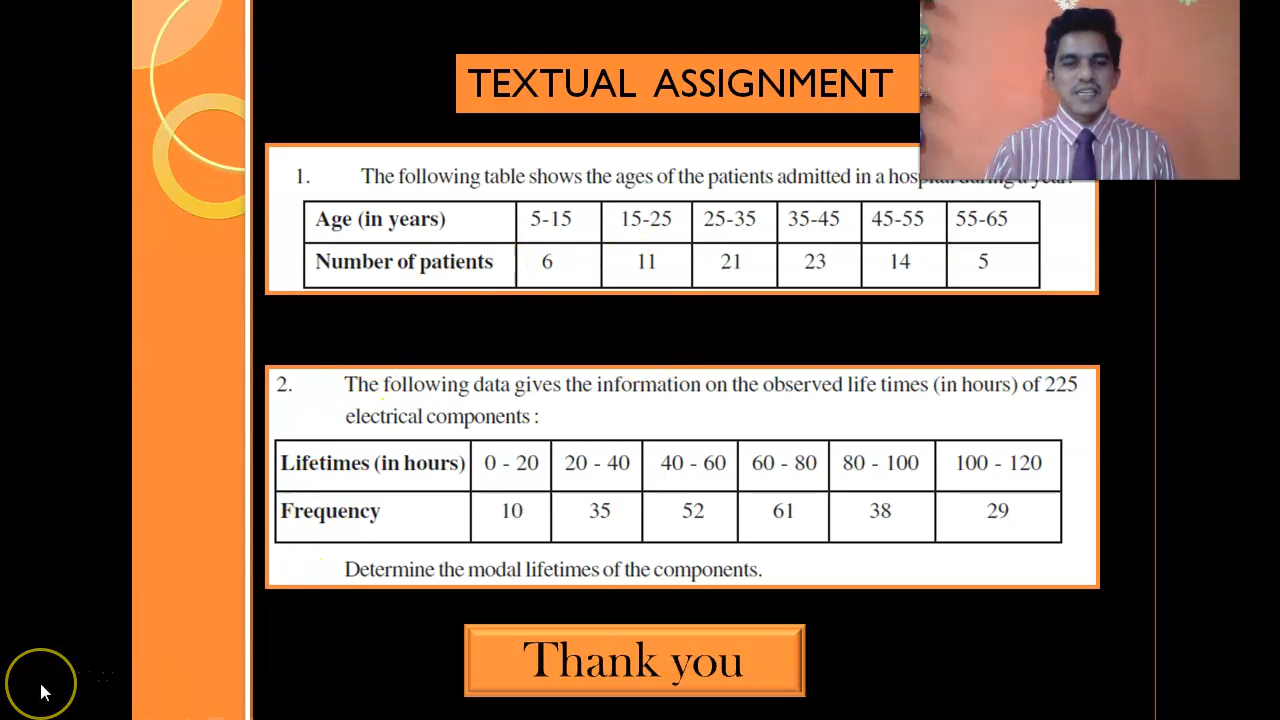 TEXTUAL ASSIGNMENT
1. The following table shows the ages of the patients admitted in a hospital during a year:
Age (in years) 5-15 15-25 25-35 35-45 45-55 55-65
Number of patients 6 11 21 23 14 5
2. The following data gives the information on the observed life times (in hours) of 225
electrical components :
Lifetimes (in hours) 0 - 20 20 - 40 40 - 60 60 - 80 80 - 100 100 - 120
Frequency 10 35 52 61 38 29
Determine the modal lifetimes of the components.
Thank you